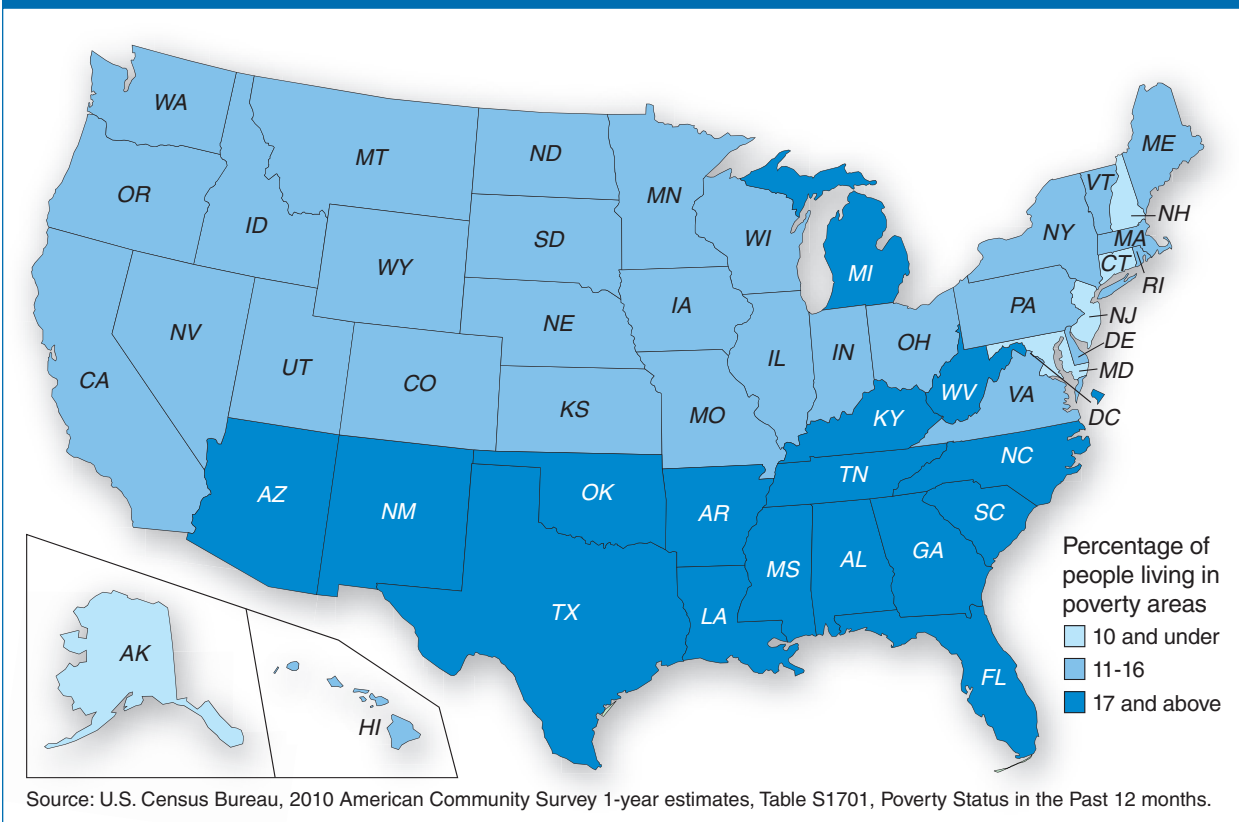 WA
MT
ND
MN
ME
OR
ID
SD
WI
VT
NH
NY
MA
WY
MI
CT
RI
IA
PA
NJ
NE
NV
DE
UT
CO
IL
IN
OH
MD
CA
KS
MO
WV
VA
DC
KY
NC
TN
AZ
NM
OK
AR
SC
MS
AL
GA
TX
LA
FL
AK
HI
Percentage of
people living in
poverty areas
10 and under
11-16
17 and above
Source: U.S. Census Bureau, 2010 American Community Survey 1-year estimates, Table S1701, Poverty Status in the Past 12 months.